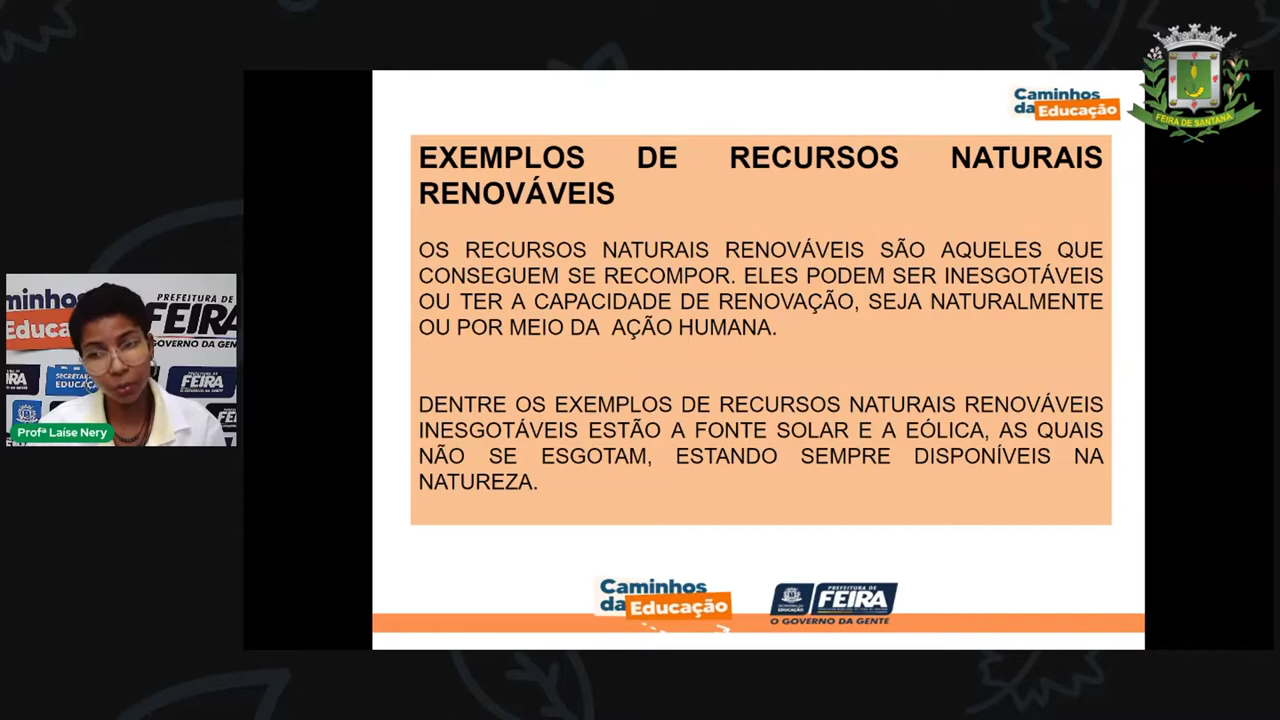 FEIRA DE SANTANA
Caminhos
da Educação
EXEMPLOS DE RECURSOS NATURAIS
RENOVÁVEIS
OS RECURSOS NATURAIS RENOVÁVEIS SÃO AQUELES QUE
CONSEGUEM SE RECOMPOR. ELES PODEM SER INESGOTÁVEIS
OU TER A CAPACIDADE DE RENOVAÇÃO, SEJA NATURALMENTE
OU POR MEIO DA AÇÃO HUMANA.
DENTRE OS EXEMPLOS DE RECURSOS NATURAIS RENOVÁVEIS
INESGOTÁVEIS ESTÃO A FONTE SOLAR E A EÓLICA, AS QUAIS
NÃO SE ESGOTAM, ESTANDO SEMPRE DISPONÍVEIS NA
NATUREZA.
PREFEITURA DE
FEIRA
Profª Laíse Nery
Caminhos
da Educação
PREFEITURA DE
FEIRA
O GOVERNO DA GENTE